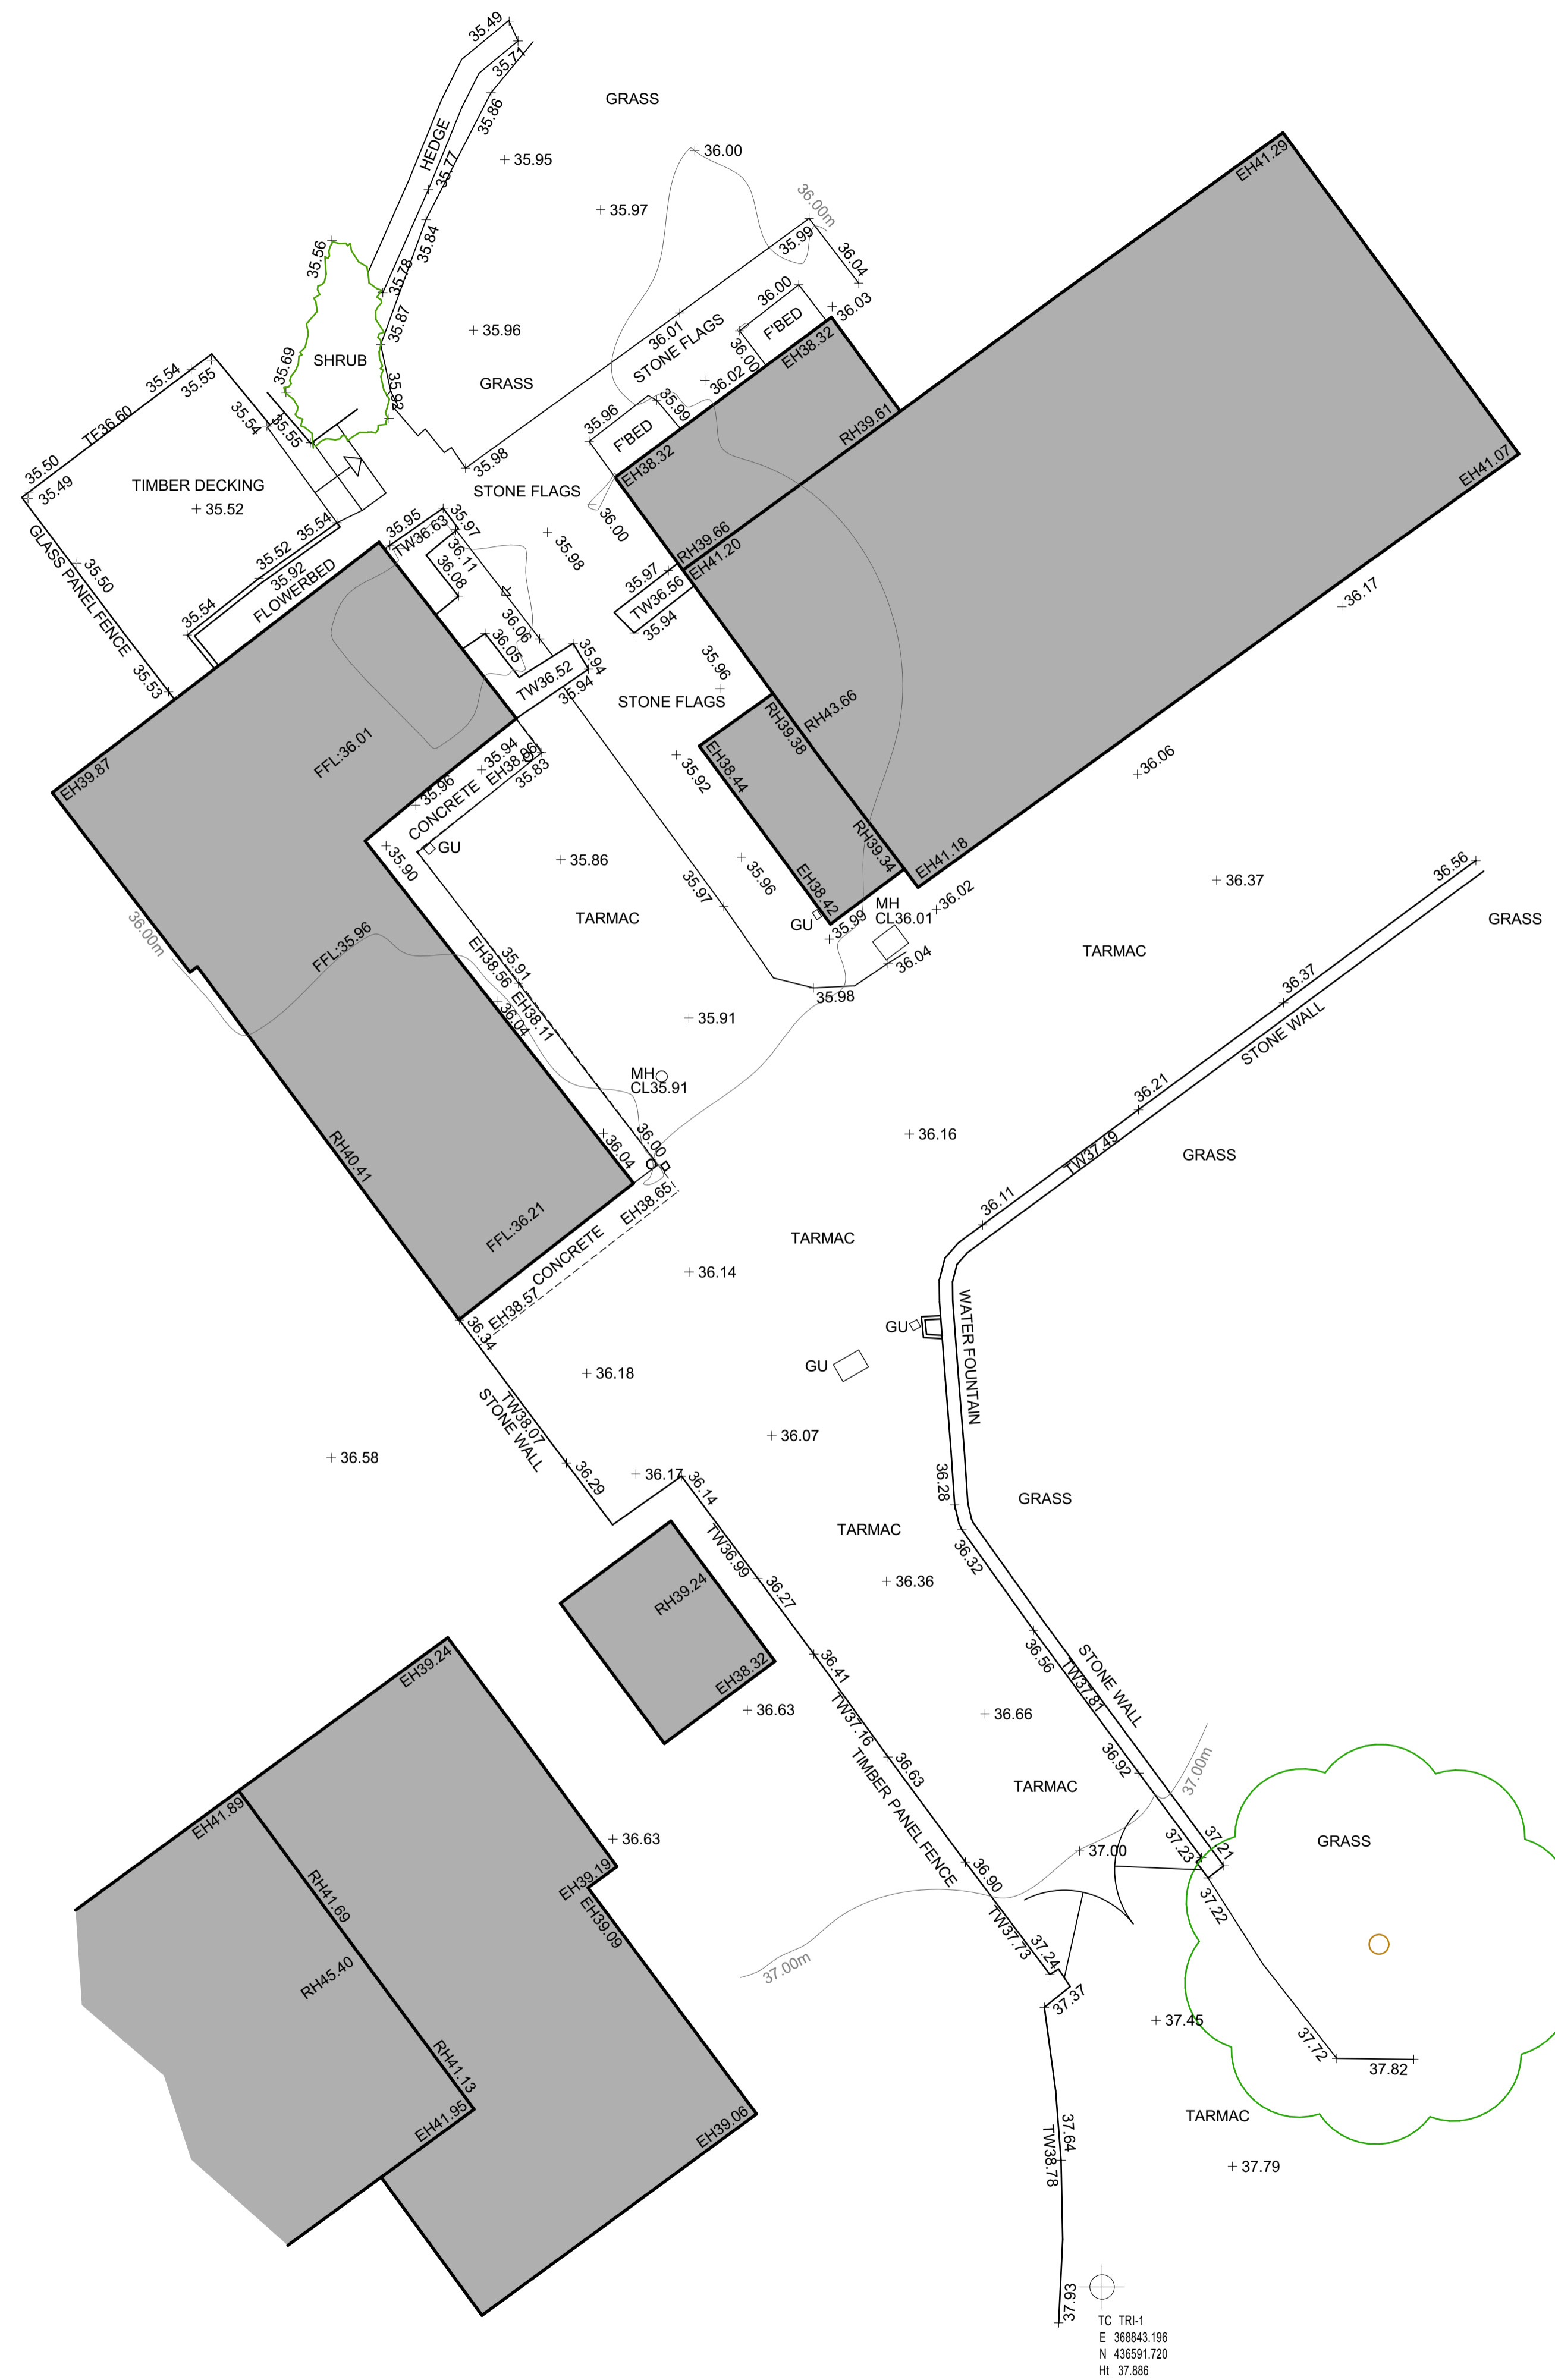 35.49
35.71
35.86
GRASS
HEDGE
35.77
+ 35.95
+ 36.00
+ 35.97
36.00m
35.99
36.04
35.56
35.84
35.78
35.87
+ 35.96
36.00
36.03
36.01
STONE FLAGS
F'BED
36.00
EH38.32
EH41.29
35.69
SHRUB
GRASS
36.02
35.92
35.54
35.55
TF36.60
35.54
35.55
35.96
35.99
F'BED
RH39.61
EH38.32
35.98
STONE FLAGS
EH41.07
35.50
35.49
TIMBER DECKING
+ 35.52
35.54
35.95
35.97
TW36.63
36.00
35.98
GLASS PANEL FENCE
35.50
35.52
35.92
FLOWERBED
36.11
36.08
RH39.66
EH41.20
35.97
TW36.56
35.94
36.17
35.54
36.06
36.05
35.53
TW36.52
35.94
35.94
35.96
STONE FLAGS
RH43.66
RH39.38
FFL:36.01
EH39.87
35.94
EH38.06
35.83
35.96
CONCRETE
35.92
EH38.44
36.06
GU
35.90
+ 35.86
35.96
RH39.34
EH41.18
EH38.42
36.56
+ 36.37
36.02
35.97
TARMAC
GU
MH
CL36.01
35.99
36.04
GRASS
36.00m
FFL:35.96
EH38.56
35.91
EH38.11
36.04
35.98
TARMAC
36.37
STONE WALL
+ 35.91
MH
CL35.91
36.21
RH40.41
36.04
36.00
+ 36.16
TW37.49
GRASS
EH38.65
36.11
FFL:36.21
CONCRETE
TARMAC
+ 36.14
EH38.57
36.34
WATER FOUNTAIN
GU
GU
+ 36.18
TW38.07
STONE WALL
+ 36.58
+ 36.07
36.29
+ 36.17
36.14
36.28
GRASS
TARMAC
TW36.99
36.32
36.27
+ 36.36
RH39.24
EH38.32
36.41
36.56
TW37.81
STONE WALL
EH39.24
+ 36.63
TW37.16
+ 36.66
36.63
TIMBER PANEL FENCE
36.92
37.00m
TARMAC
EH41.89
+ 36.63
37.00
37.23
37.21
GRASS
EH39.19
36.90
37.22
RH41.69
EH39.09
TW37.73
37.00m
37.24
RH45.40
37.37
+ 37.45
37.72
37.82
RH41.13
EH41.95
EH39.06
TARMAC
37.64
TW38.78
+ 37.79
37.93
TC TRI-1
E 368843.196
N 436591.720
Ht 37.886